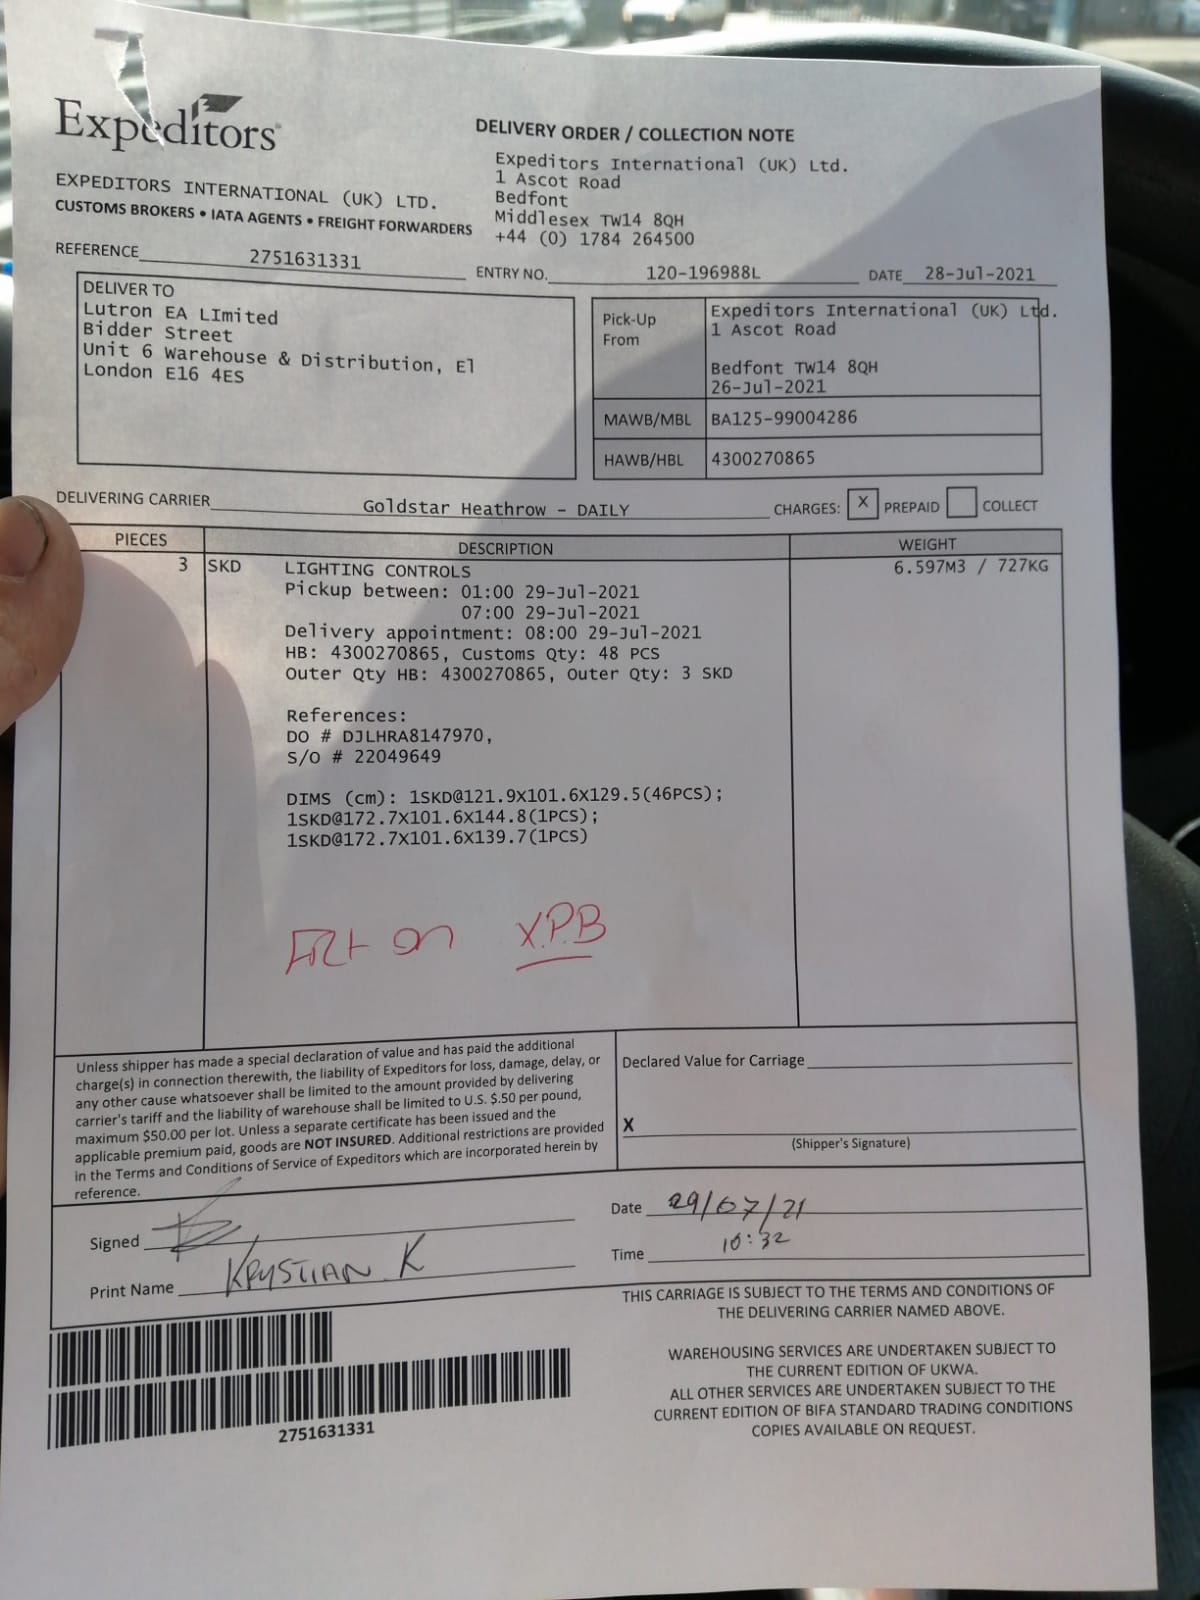 Expeditors
EXPEDITORS INTERNATIONAL (UK) LTD.
CUSTOMS BROKERS • IATA AGENTS • FREIGHT FORWARDERS
DELIVERY ORDER / COLLECTION NOTE
Expeditors International (UK) Ltd.
1 Ascot Road
Bedfont
Middlesex TW14 8QH
+44 (0) 1784 264500
REFERENCE 2751631331
ENTRY NO. 120-196988L
DATE 28-Jul-2021
DELIVER TO
Lutron EA LImited
Bidder Street
Unit 6 Warehouse & Distribution, El
London E16 4ES
Pick-Up From
Expeditors International (UK) Ltd.
1 Ascot Road
Bedfont TW14 8QH
26-Jul-2021
MAWB/MBL BA125-99004286
HAWB/HBL 4300270865
DELIVERING CARRIER Goldstar Heathrow - DAILY
CHARGES: X PREPAID COLLECT
PIECES DESCRIPTION WEIGHT
3 SKD LIGHTING CONTROLS 6.597M3 / 727KG
Pickup between: 01:00 29-Jul-2021
07:00 29-Jul-2021
Delivery appointment: 08:00 29-Jul-2021
HB: 4300270865, Customs Qty: 48 PCS
Outer Qty HB: 4300270865, Outer Qty: 3 SKD
References:
DO # DJLHRA8147970,
S/O # 22049649
DIMS (cm): 1SKD@121.9X101.6X129.5(46PCS);
1SKD@172.7X101.6X144.8(1PCS);
1SKD@172.7X101.6X139.7(1PCS)
on X.P.B
Unless shipper has made a special declaration of value and has paid the additional
charge(s) in connection therewith, the liability of Expeditors for loss, damage, delay, or
any other cause whatsoever shall be limited to the amount provided by delivering
carrier's tariff and the liability of warehouse shall be limited to U.S. $.50 per pound,
maximum $50.00 per lot. Unless a separate certificate has been issued and the
applicable premium paid, goods are NOT INSURED. Additional restrictions are provided
in the Terms and Conditions of Service of Expeditors which are incorporated herein by
reference.
Declared Value for Carriage
X
(Shipper's Signature)
Signed
Print Name KRYSTIAN K
Date 29/07/21
Time 10:32
THIS CARRIAGE IS SUBJECT TO THE TERMS AND CONDITIONS OF
THE DELIVERING CARRIER NAMED ABOVE.
WAREHOUSING SERVICES ARE UNDERTAKEN SUBJECT TO
THE CURRENT EDITION OF UKWA.
ALL OTHER SERVICES ARE UNDERTAKEN SUBJECT TO THE
CURRENT EDITION OF BIFA STANDARD TRADING CONDITIONS
COPIES AVAILABLE ON REQUEST.
2751631331